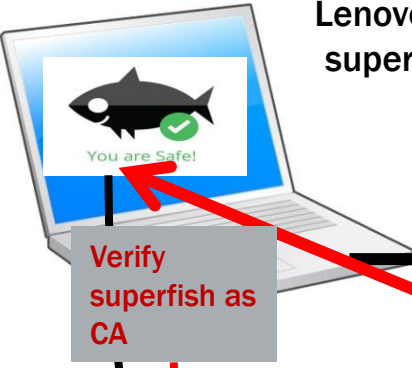 Lenov
super
You are Safe!
Verify
superfish as
CA